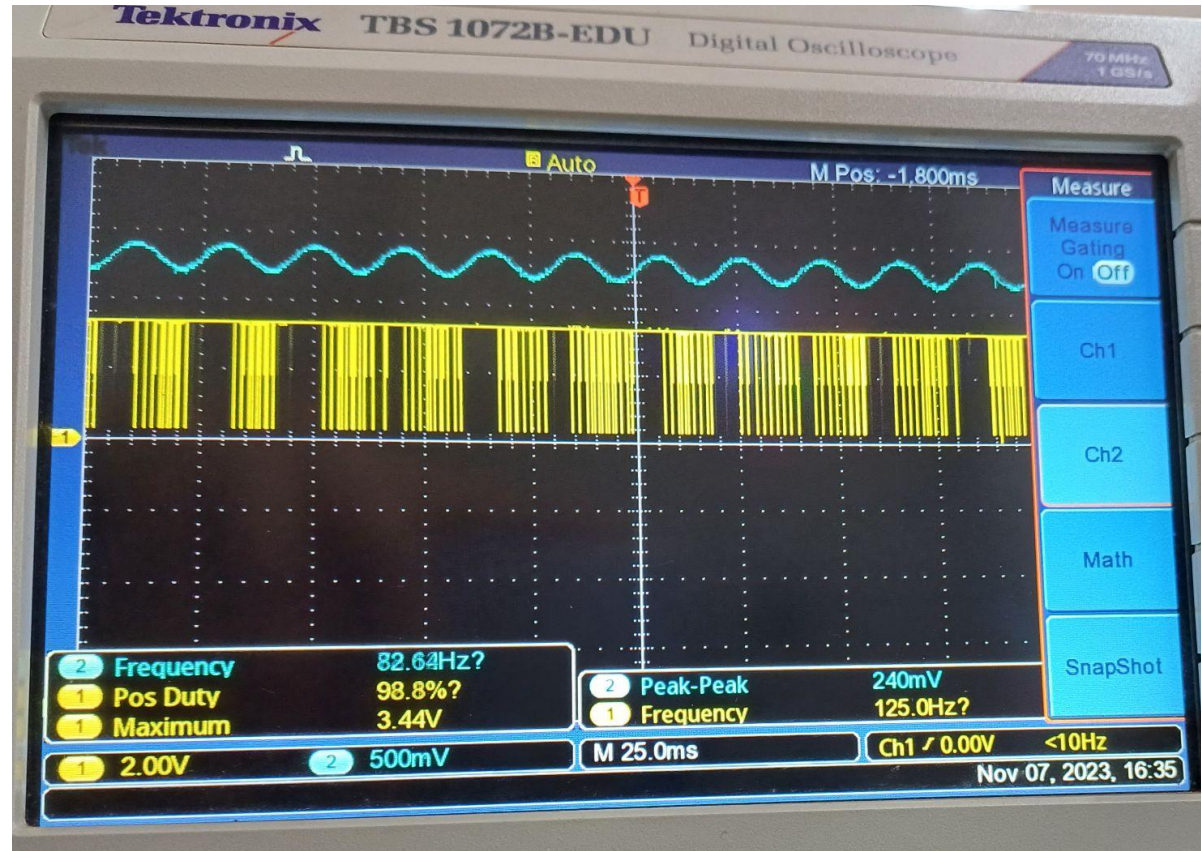 Tektronix TBS 1072B-EDU Digital Oscilloscope 70 MHz
1 GS/s
Tek Auto M Pos: -1.800ms
T
Measure
Measure
Gating
On Off
Ch1
1
Ch2
Math
SnapShot
2 Frequency 82.64Hz?
1 Pos Duty 98.8%?
1 Maximum 3.44V
2 Peak-Peak 240mV
1 Frequency 125.0Hz?
1 2.00V 2 500mV M 25.0ms Ch1 / 0.00V <10Hz
Nov 07, 2023, 16:35